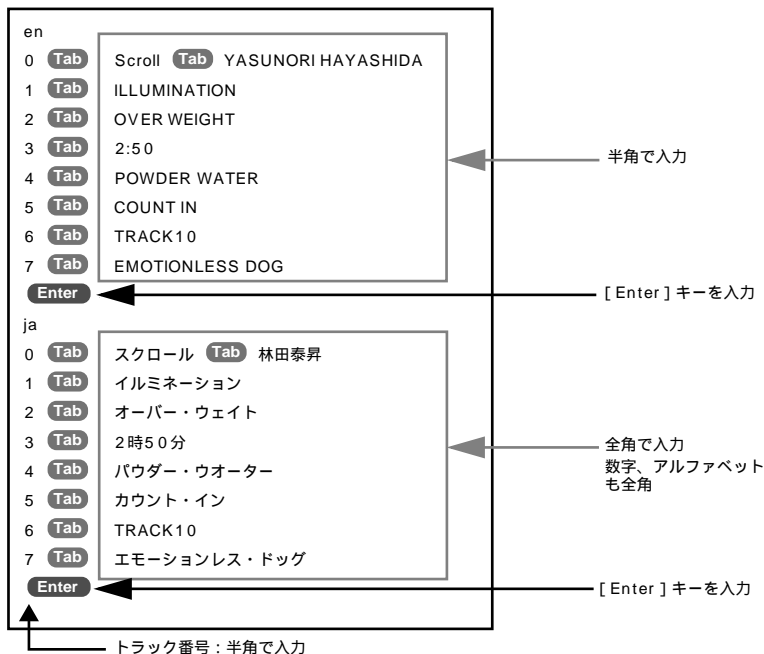 en
0 Tab Scroll Tab YASUNORI HAYASHIDA
1 Tab ILLUMINATION
2 Tab OVER WEIGHT
3 Tab 2:50
4 Tab POWDER WATER
5 Tab COUNT IN
6 Tab TRACK10
7 Tab EMOTIONLESS DOG
Enter
半角で入力
[ Enter ] キーを入力
ja
0 Tab スクロール Tab 林田泰昇
1 Tab イルミネーション
2 Tab オーバー・ウェイト
3 Tab 2時50分
4 Tab パウダー・ウオーター
5 Tab カウント・イン
6 Tab TRACK10
7 Tab エモーションレス・ドッグ
Enter
全角で入力
数字、アルファベット
も全角
[ Enter ] キーを入力
トラック番号：半角で入力